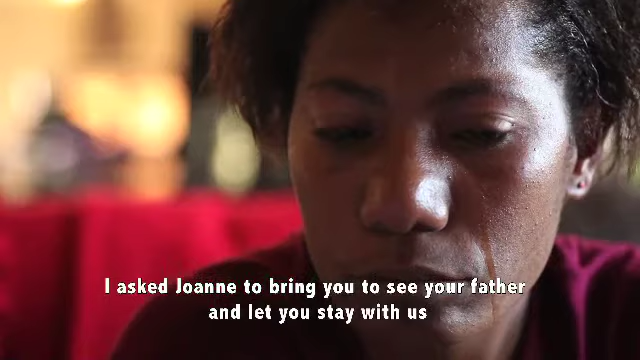 I asked Joanne to bring you to see your father
and let you stay with us